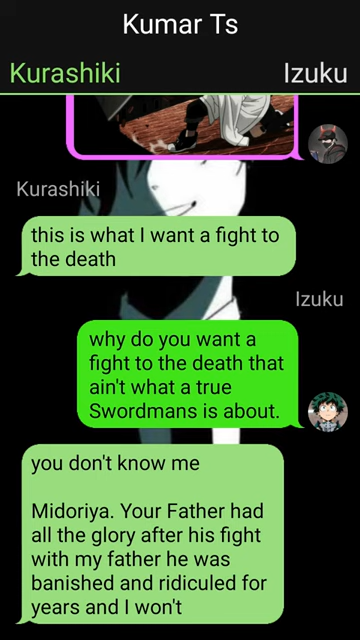 Kumar Ts
Kurashiki Izuku
Kurashiki
this is what I want a fight to
the death
Izuku
why do you want a
fight to the death that
ain't what a true
Swordmans is about.
you don't know me
Midoriya. Your Father had
all the glory after his fight
with my father he was
banished and ridiculed for
years and I won't